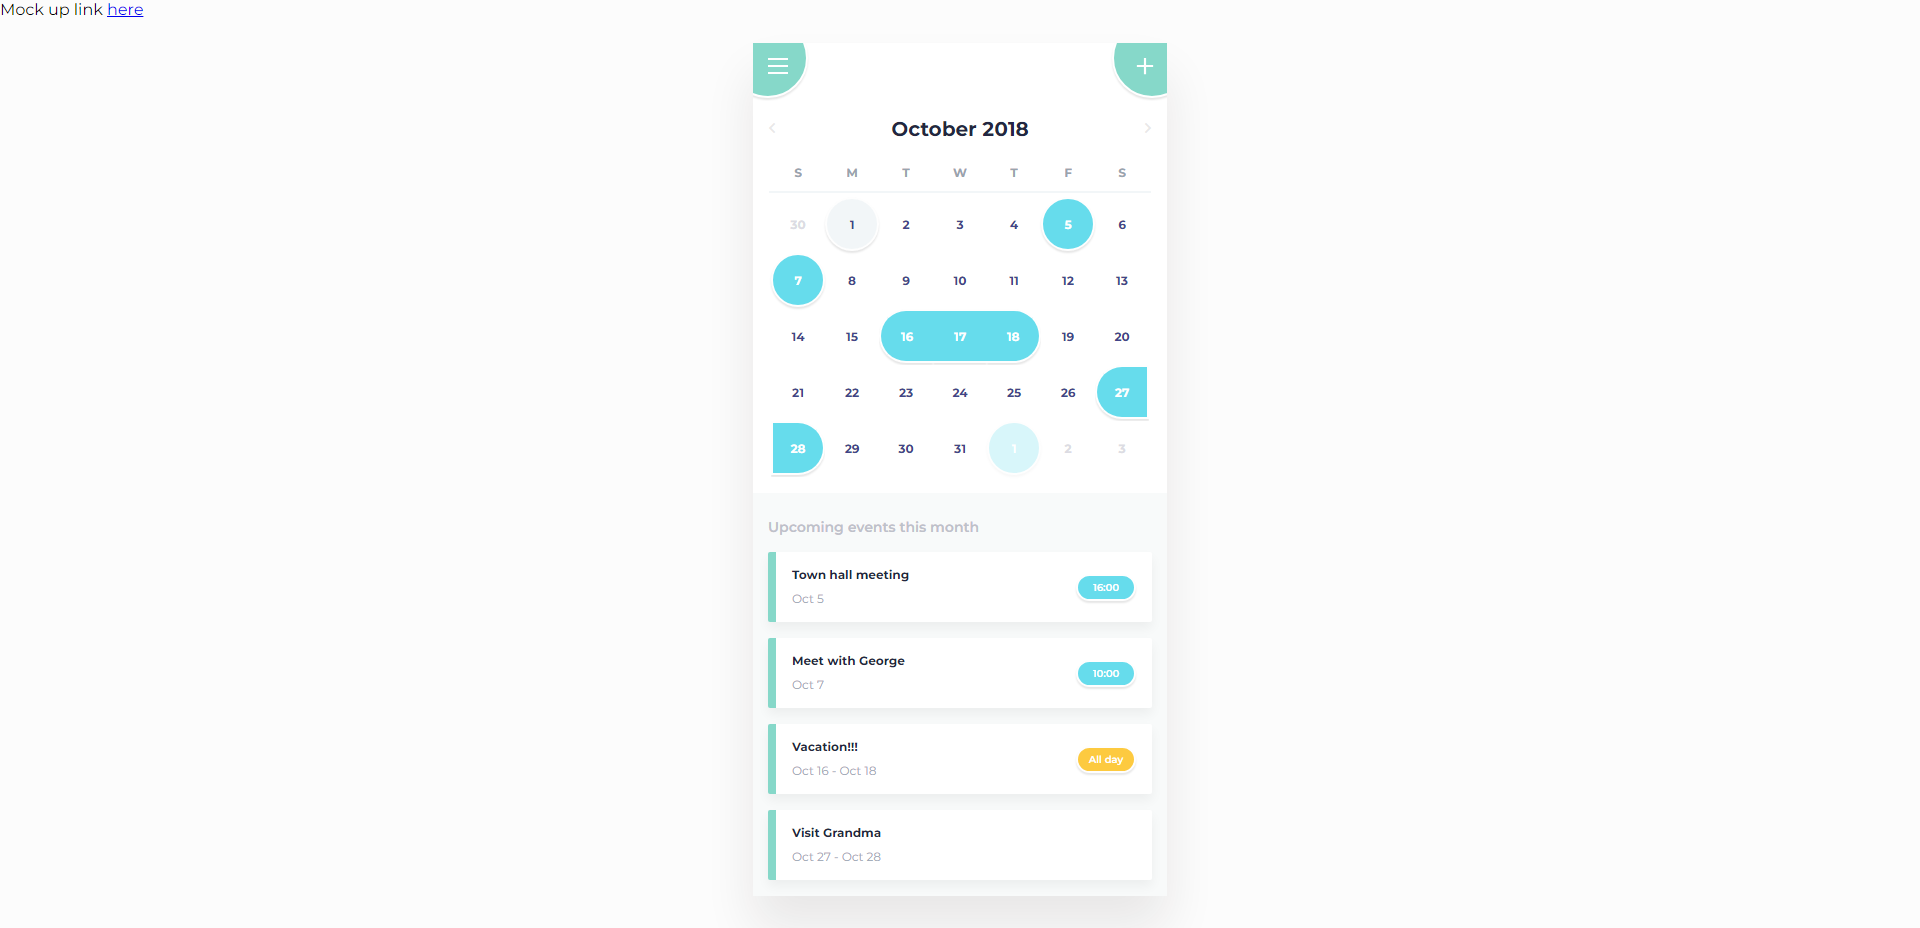 Mock up link here
October 2018
S M T W T F S
30 1 2 3 4 5 6
7 8 9 10 11 12 13
14 15 16 17 18 19 20
21 22 23 24 25 26 27
28 29 30 31 1 2 3
Upcoming events this month
Town hall meeting
Oct 5
16:00
Meet with George
Oct 7
10:00
Vacation!!!
Oct 16 - Oct 18
All day
Visit Grandma
Oct 27 - Oct 28